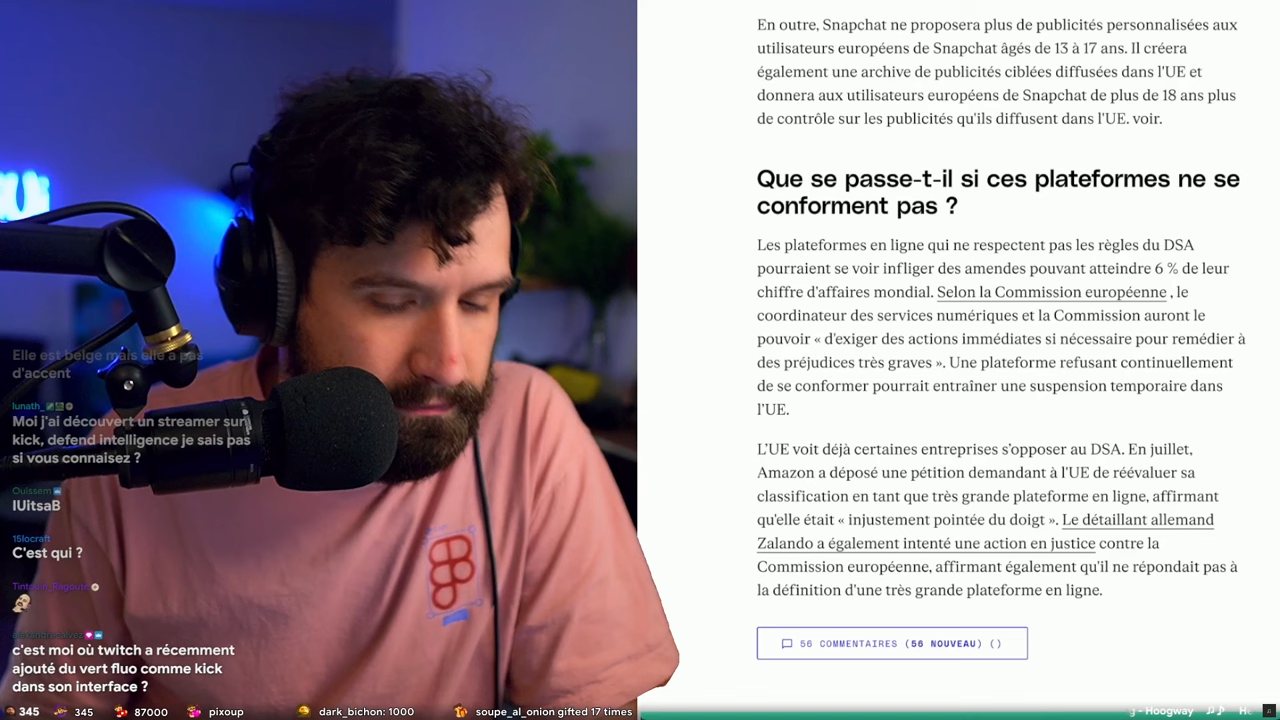 En outre, Snapchat ne proposera plus de publicités personnalisées aux
utilisateurs européens de Snapchat âgés de 13 à 17 ans. Il créera
également une archive de publicités ciblées diffusées dans l'UE et
donnera aux utilisateurs européens de Snapchat de plus de 18 ans plus
de contrôle sur les publicités qu'ils diffusent dans l'UE. voir.
Que se passe-t-il si ces plateformes ne se
conforment pas ?
Les plateformes en ligne qui ne respectent pas les règles du DSA
pourraient se voir infliger des amendes pouvant atteindre 6 % de leur
chiffre d'affaires mondial. Selon la Commission européenne , le
coordinateur des services numériques et la Commission auront le
pouvoir « d'exiger des actions immédiates si nécessaire pour remédier à
des préjudices très graves ». Une plateforme refusant continuellement
de se conformer pourrait entraîner une suspension temporaire dans
l'UE.
L'UE voit déjà certaines entreprises s'opposer au DSA. En juillet,
Amazon a déposé une pétition demandant à l'UE de réévaluer sa
classification en tant que très grande plateforme en ligne, affirmant
qu'elle était « injustement pointée du doigt ». Le détaillant allemand
Zalando a également intenté une action en justice contre la
Commission européenne, affirmant également qu'il ne répondait pas à
la définition d'une très grande plateforme en ligne.
56 COMMENTAIRES (56 NOUVEAU) ()
Elle est belge mais elle a pas
d'accent
lunath_
Moi j'ai découvert un streamer sur
kick, defend intelligence je sais pas
si vous connaisez ?
Ouissem
IUitsaB
15locraft
C'est qui ?
c'est moi où twitch a récemment
ajouté du vert fluo comme kick
dans son interface ?
345 345 87000 pixoup dark_bichon: 1000 soupe_al_onion gifted 17 times
- Hoogway